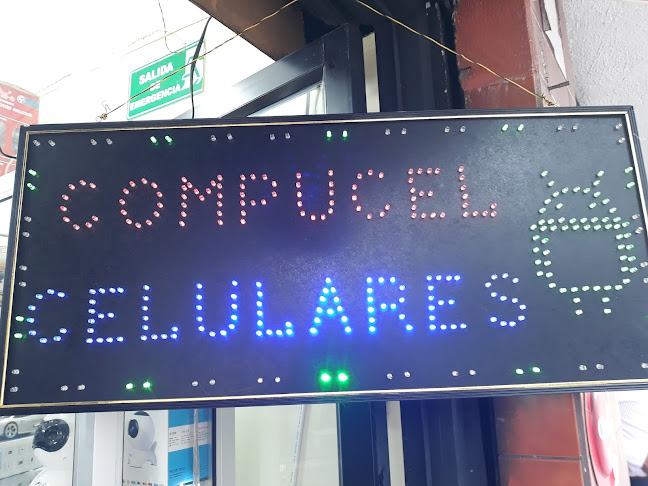 SALIDA
DE
EMERGENCIA
COMPUCEL
CELULARES